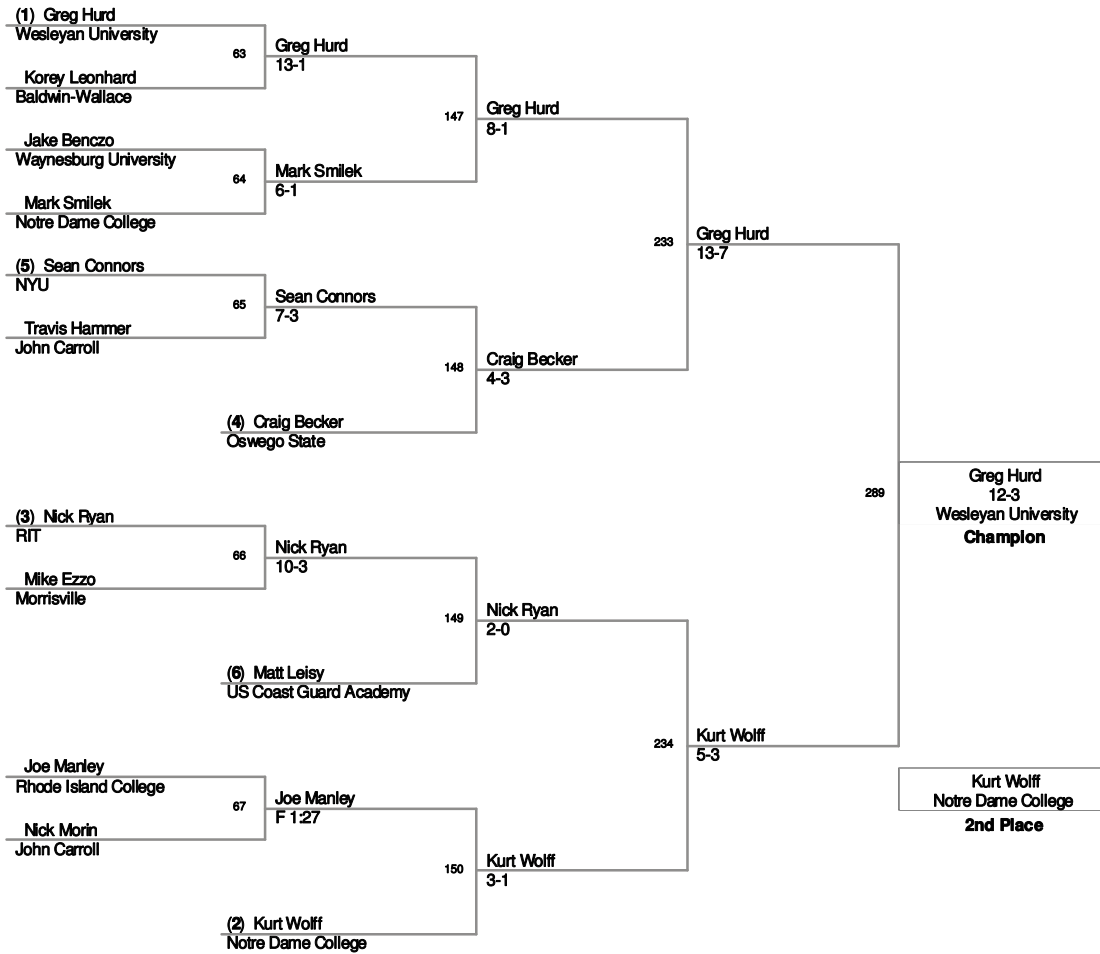 (1) Greg Hurd
Wesleyan University
63
Greg Hurd
13-1
Korey Leonhard
Baldwin-Wallace
147
Greg Hurd
8-1
Jake Benczo
Waynesburg University
64
Mark Smilek
6-1
Mark Smilek
Notre Dame College
233
Greg Hurd
13-7
(5) Sean Connors
NYU
65
Sean Connors
7-3
Travis Hammer
John Carroll
148
Craig Becker
4-3
(4) Craig Becker
Oswego State
289
Greg Hurd
12-3
Wesleyan University
Champion
(3) Nick Ryan
RIT
66
Nick Ryan
10-3
Mike Ezzo
Morrisville
149
Nick Ryan
2-0
(6) Matt Leisy
US Coast Guard Academy
234
Kurt Wolff
5-3
Joe Manley
Rhode Island College
67
Joe Manley
F 1:27
Nick Morin
John Carroll
150
Kurt Wolff
3-1
(2) Kurt Wolff
Notre Dame College
Kurt Wolff
Notre Dame College
2nd Place